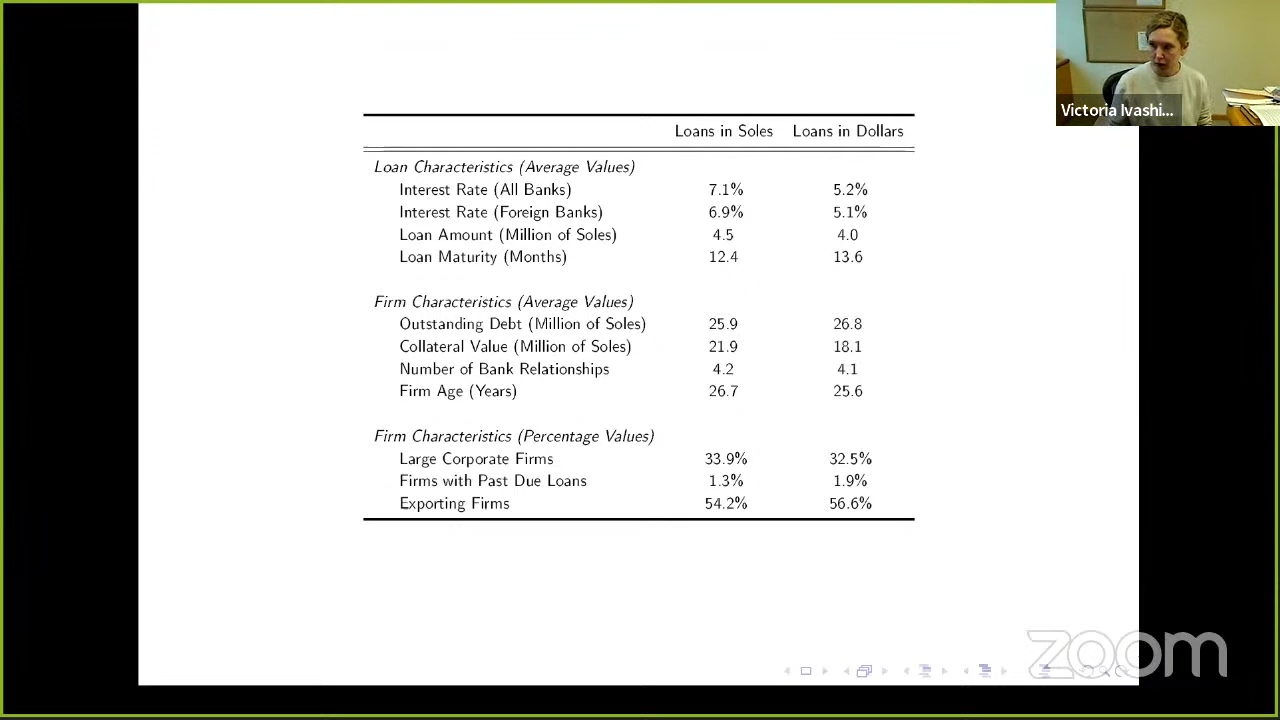 Victoria Ivashi...
Loans in Soles Loans in Dollars
Loan Characteristics (Average Values)
Interest Rate (All Banks) 7.1% 5.2%
Interest Rate (Foreign Banks) 6.9% 5.1%
Loan Amount (Million of Soles) 4.5 4.0
Loan Maturity (Months) 12.4 13.6
Firm Characteristics (Average Values)
Outstanding Debt (Million of Soles) 25.9 26.8
Collateral Value (Million of Soles) 21.9 18.1
Number of Bank Relationships 4.2 4.1
Firm Age (Years) 26.7 25.6
Firm Characteristics (Percentage Values)
Large Corporate Firms 33.9% 32.5%
Firms with Past Due Loans 1.3% 1.9%
Exporting Firms 54.2% 56.6%
zoom